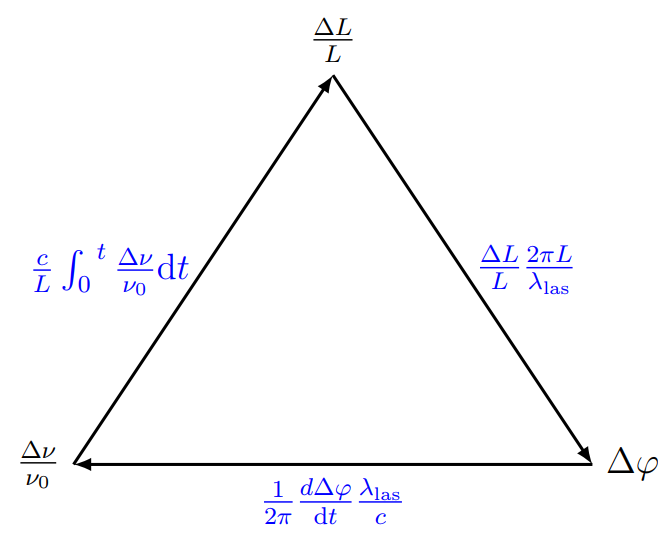 ΔL/L
c/L ∫₀ᵗ Δν/ν₀ dt
ΔL/L 2πL/λ_las
Δν/ν₀
Δφ
1/2π dΔφ/dt λ_las/c